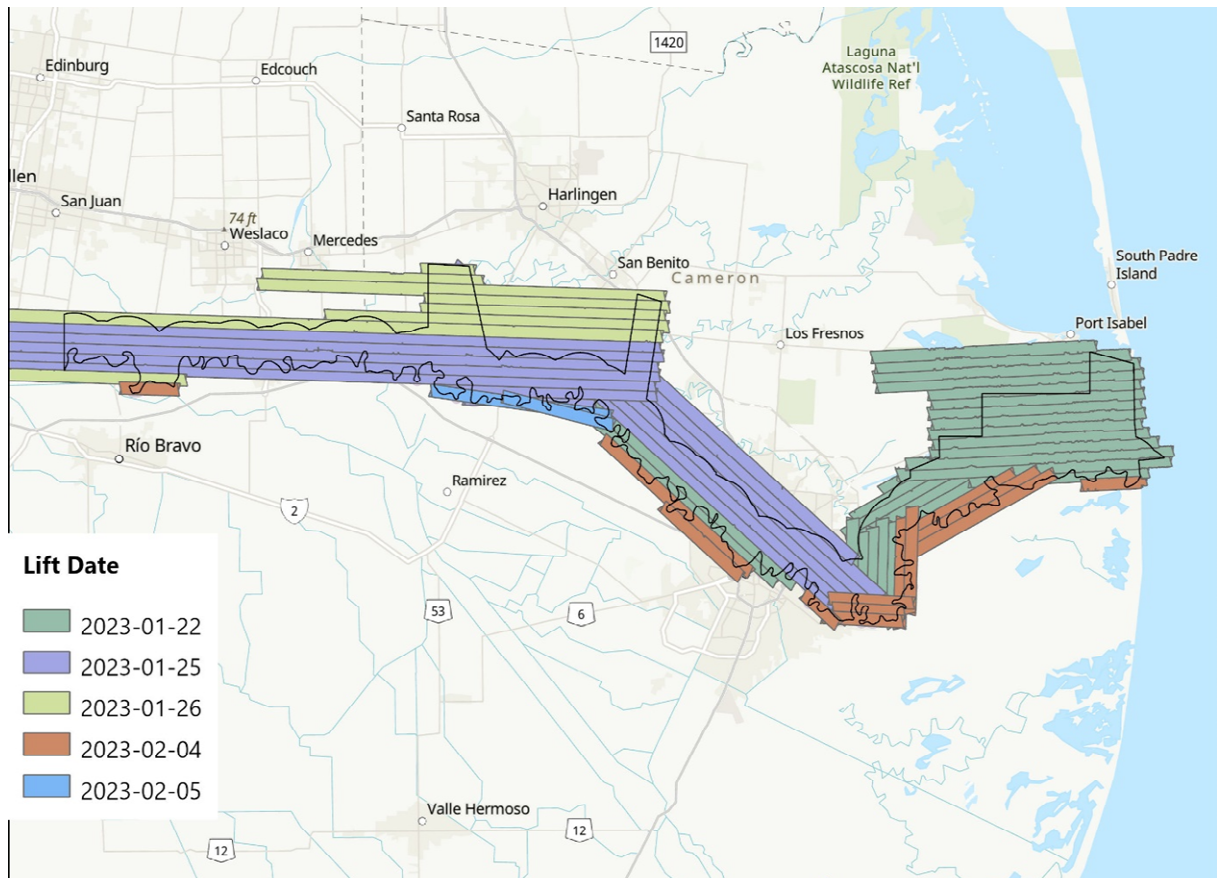 1420
Laguna
Atascosa Nat'l
Wildlife Ref
Edinburg
Edcouch
Santa Rosa
llen
San Juan
74 ft
Weslaco
Mercedes
Harlingen
San Benito
Cameron
South Padre
Island
Port Isabel
Los Fresnos
Río Bravo
Ramirez
2
53
6
Lift Date
2023-01-22
2023-01-25
2023-01-26
2023-02-04
2023-02-05
Valle Hermoso
12
12